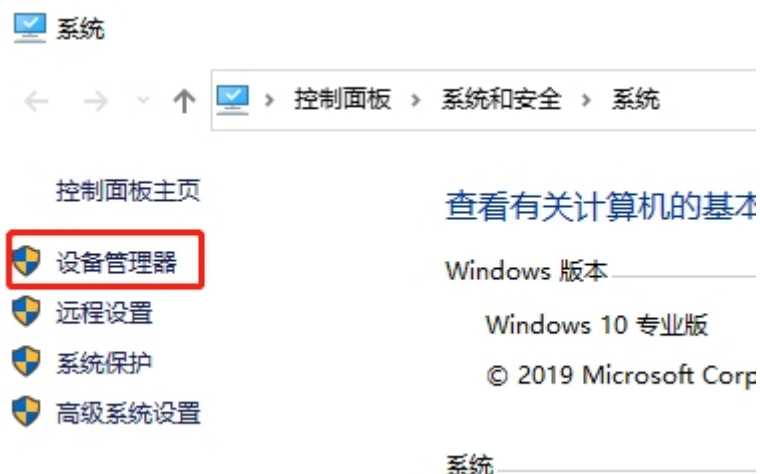 系统
控制面板 > 系统和安全 > 系统
控制面板主页
设备管理器
远程设置
系统保护
高级系统设置
查看有关计算机的基本
Windows 版本
Windows 10 专业版
© 2019 Microsoft Corp
系统